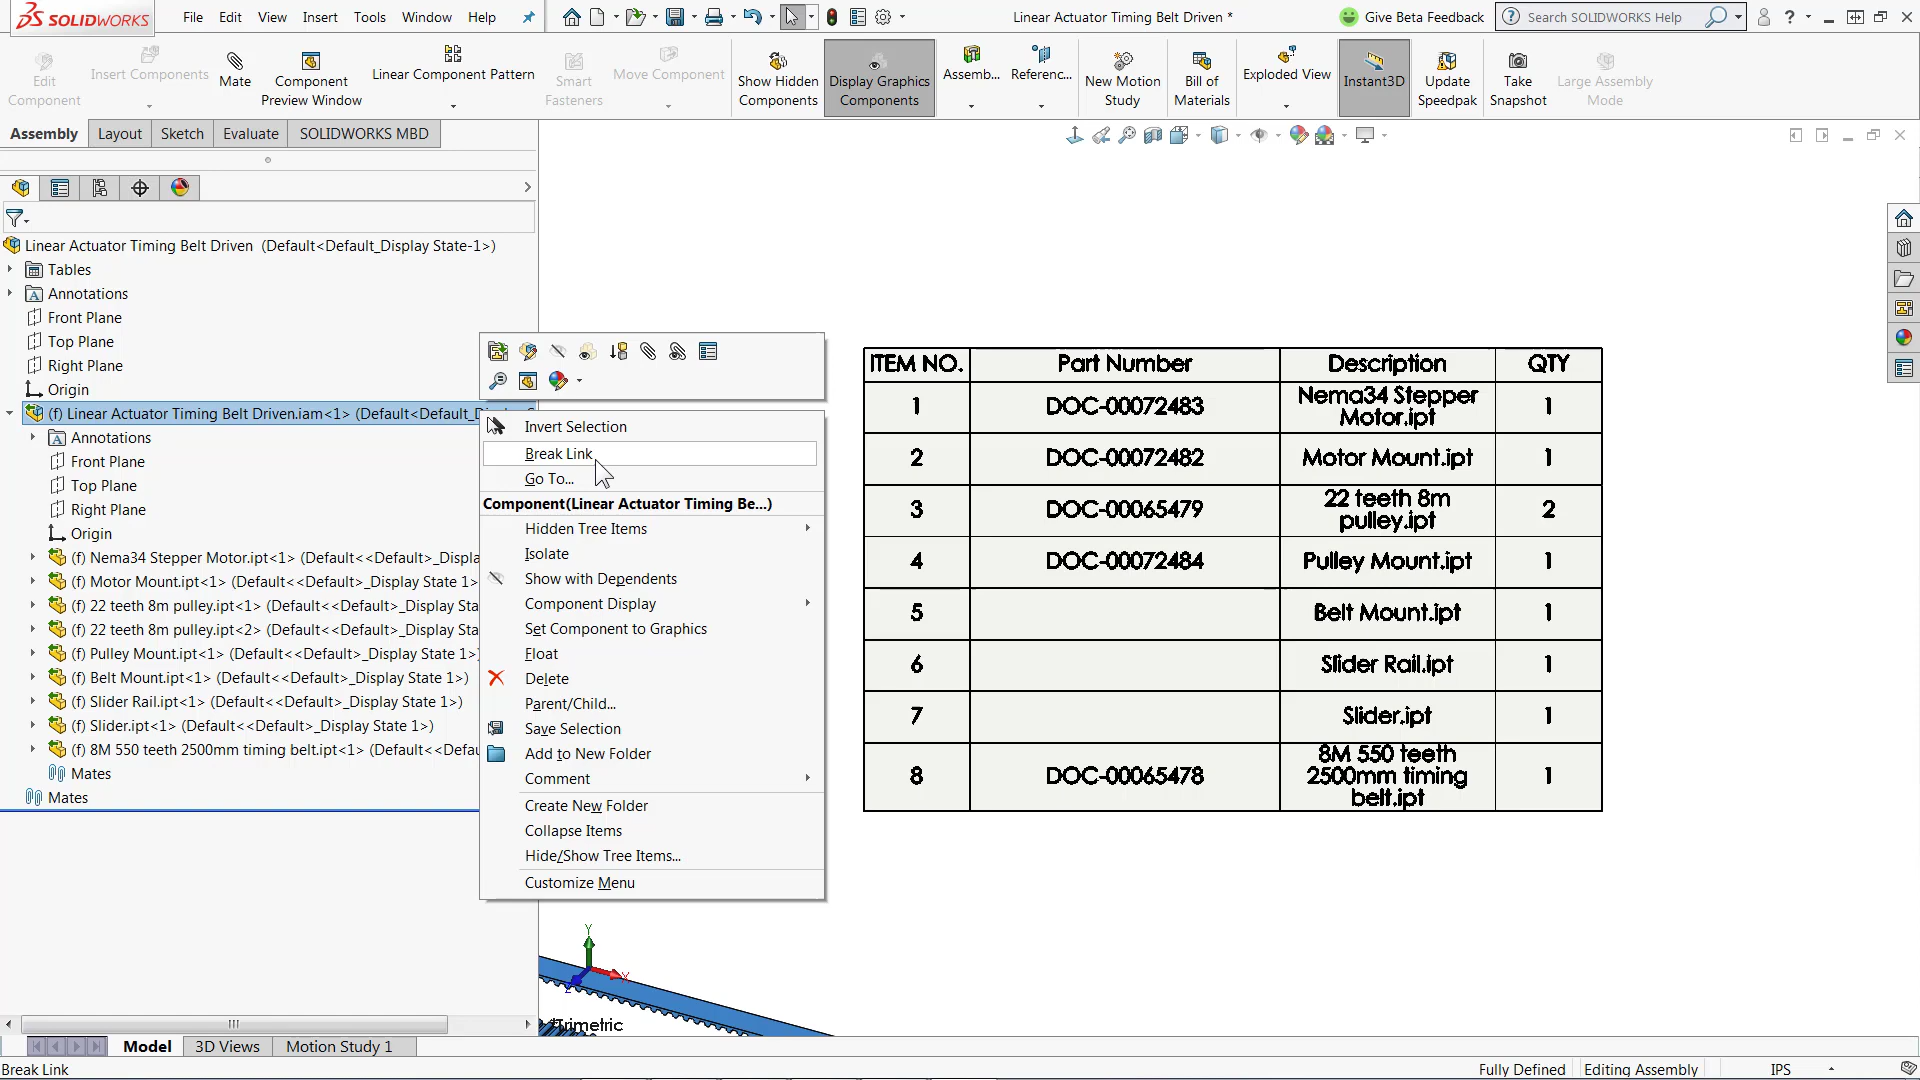 SOLIDWORKS
File Edit View Insert Tools Window Help
Linear Actuator Timing Belt Driven *
Give Beta Feedback
Search SOLIDWORKS Help
Edit Component
Insert Components
Mate
Component Preview Window
Linear Component Pattern
Smart Fasteners
Move Component
Show Hidden Components
Display Graphics Components
Assemb...
Referenc...
New Motion Study
Bill of Materials
Exploded View
Instant3D
Update Speedpak
Take Snapshot
Large Assembly Mode
Assembly Layout Sketch Evaluate SOLIDWORKS MBD
Linear Actuator Timing Belt Driven (Default<Default_Display State-1>)
Tables
Annotations
Front Plane
Top Plane
Right Plane
Origin
(f) Linear Actuator Timing Belt Driven.iam<1> (Default<Default_Display S
Annotations
Front Plane
Top Plane
Right Plane
Origin
(f) Nema34 Stepper Motor.ipt<1> (Default<<Default>_Displa
(f) Motor Mount.ipt<1> (Default<<Default>_Display State 1>
(f) 22 teeth 8m pulley.ipt<1> (Default<<Default>_Display Sta
(f) 22 teeth 8m pulley.ipt<2> (Default<<Default>_Display Sta
(f) Pulley Mount.ipt<1> (Default<<Default>_Display State 1>)
(f) Belt Mount.ipt<1> (Default<<Default>_Display State 1>)
(f) Slider Rail.ipt<1> (Default<<Default>_Display State 1>)
(f) Slider.ipt<1> (Default<<Default>_Display State 1>)
(f) 8M 550 teeth 2500mm timing belt.ipt<1> (Default<<Defau
Mates
Mates
Invert Selection
Break Link
Go To...
Component(Linear Actuator Timing Be...)
Hidden Tree Items
Isolate
Show with Dependents
Component Display
Set Component to Graphics
Float
Delete
Parent/Child...
Save Selection
Add to New Folder
Comment
Create New Folder
Collapse Items
Hide/Show Tree Items...
Customize Menu
ITEM NO. Part Number Description QTY
1 DOC-00072483 Nema34 Stepper Motor.ipt 1
2 DOC-00072482 Motor Mount.ipt 1
3 DOC-00065479 22 teeth 8m pulley.ipt 2
4 DOC-00072484 Pulley Mount.ipt 1
5 Belt Mount.ipt 1
6 Slider Rail.ipt 1
7 Slider.ipt 1
8 DOC-00065478 8M 550 teeth 2500mm timing belt.ipt 1
Y
X
Z
*Trimetric
Model 3D Views Motion Study 1
Break Link
Fully Defined Editing Assembly IPS